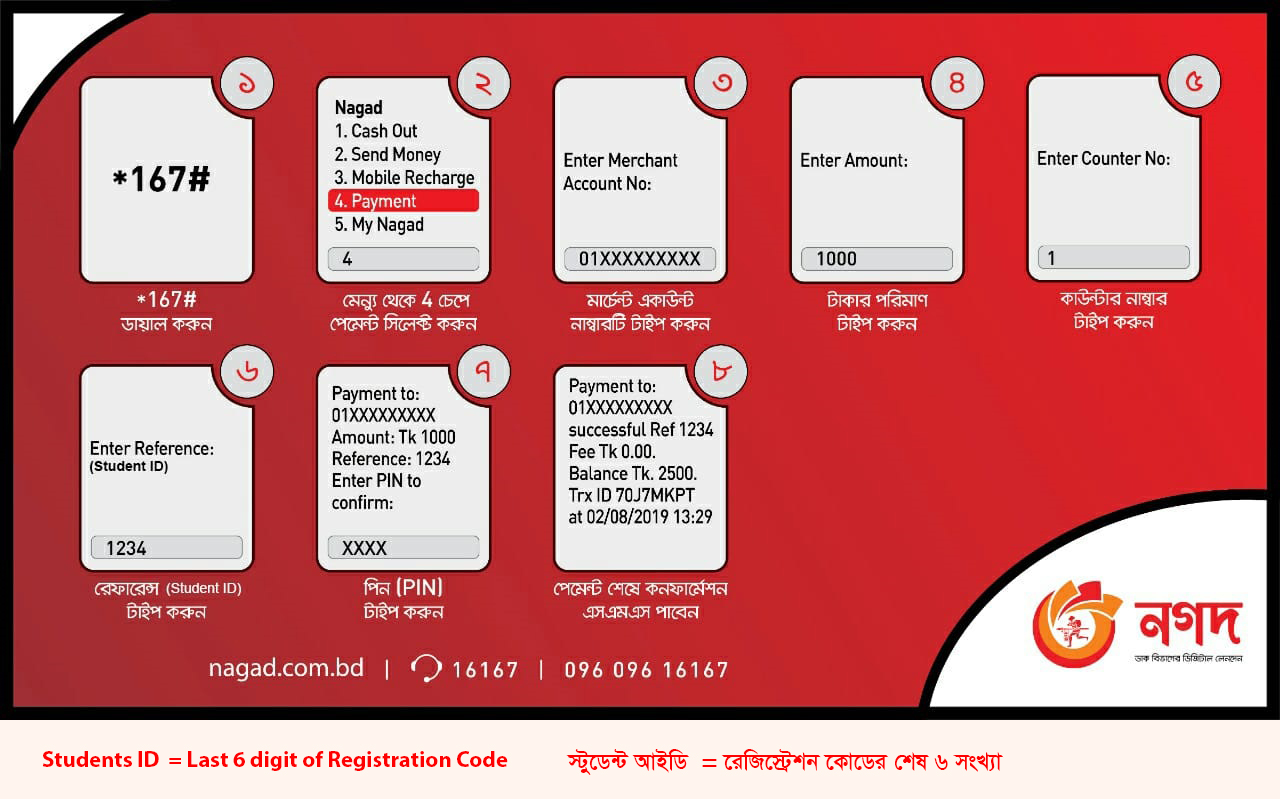 ১
*167#
*167#
ডায়াল করুন
২
Nagad
1. Cash Out
2. Send Money
3. Mobile Recharge
4. Payment
5. My Nagad
4
মেন্যু থেকে 4 চেপে
পেমেন্ট সিলেক্ট করুন
৩
Enter Merchant
Account No:
01XXXXXXXXX
মার্চেন্ট একাউন্ট
নাম্বারটি টাইপ করুন
৪
Enter Amount:
1000
টাকার পরিমাণ
টাইপ করুন
৫
Enter Counter No:
1
কাউন্টার নাম্বার
টাইপ করুন
৬
Enter Reference:
(Student ID)
1234
রেফারেন্স (Student ID)
টাইপ করুন
৭
Payment to:
01XXXXXXXXX
Amount: Tk 1000
Reference: 1234
Enter PIN to
confirm:
XXXX
পিন (PIN)
টাইপ করুন
৮
Payment to:
01XXXXXXXXX
successful Ref 1234
Fee Tk 0.00.
Balance Tk. 2500.
Trx ID 70J7MKPT
at 02/08/2019 13:29
পেমেন্ট শেষে কনফার্মেশন
এসএমএস পাবেন
নগদ
ডাক বিভাগের ডিজিটাল লেনদেন
nagad.com.bd | 16167 | 096 096 16167
Students ID = Last 6 digit of Registration Code
স্টুডেন্ট আইডি = রেজিস্ট্রেশন কোডের শেষ ৬ সংখ্যা